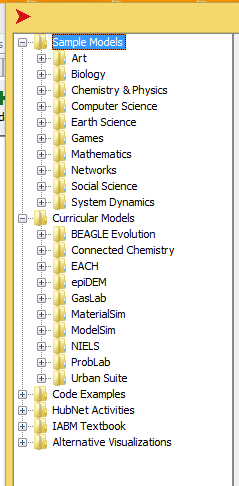 Sample Models
Art
Biology
Chemistry & Physics
Computer Science
Earth Science
Games
Mathematics
Networks
Social Science
System Dynamics
Curricular Models
BEAGLE Evolution
Connected Chemistry
EACH
epiDEM
GasLab
MaterialSim
ModelSim
NIELS
ProbLab
Urban Suite
Code Examples
HubNet Activities
IABM Textbook
Alternative Visualizations